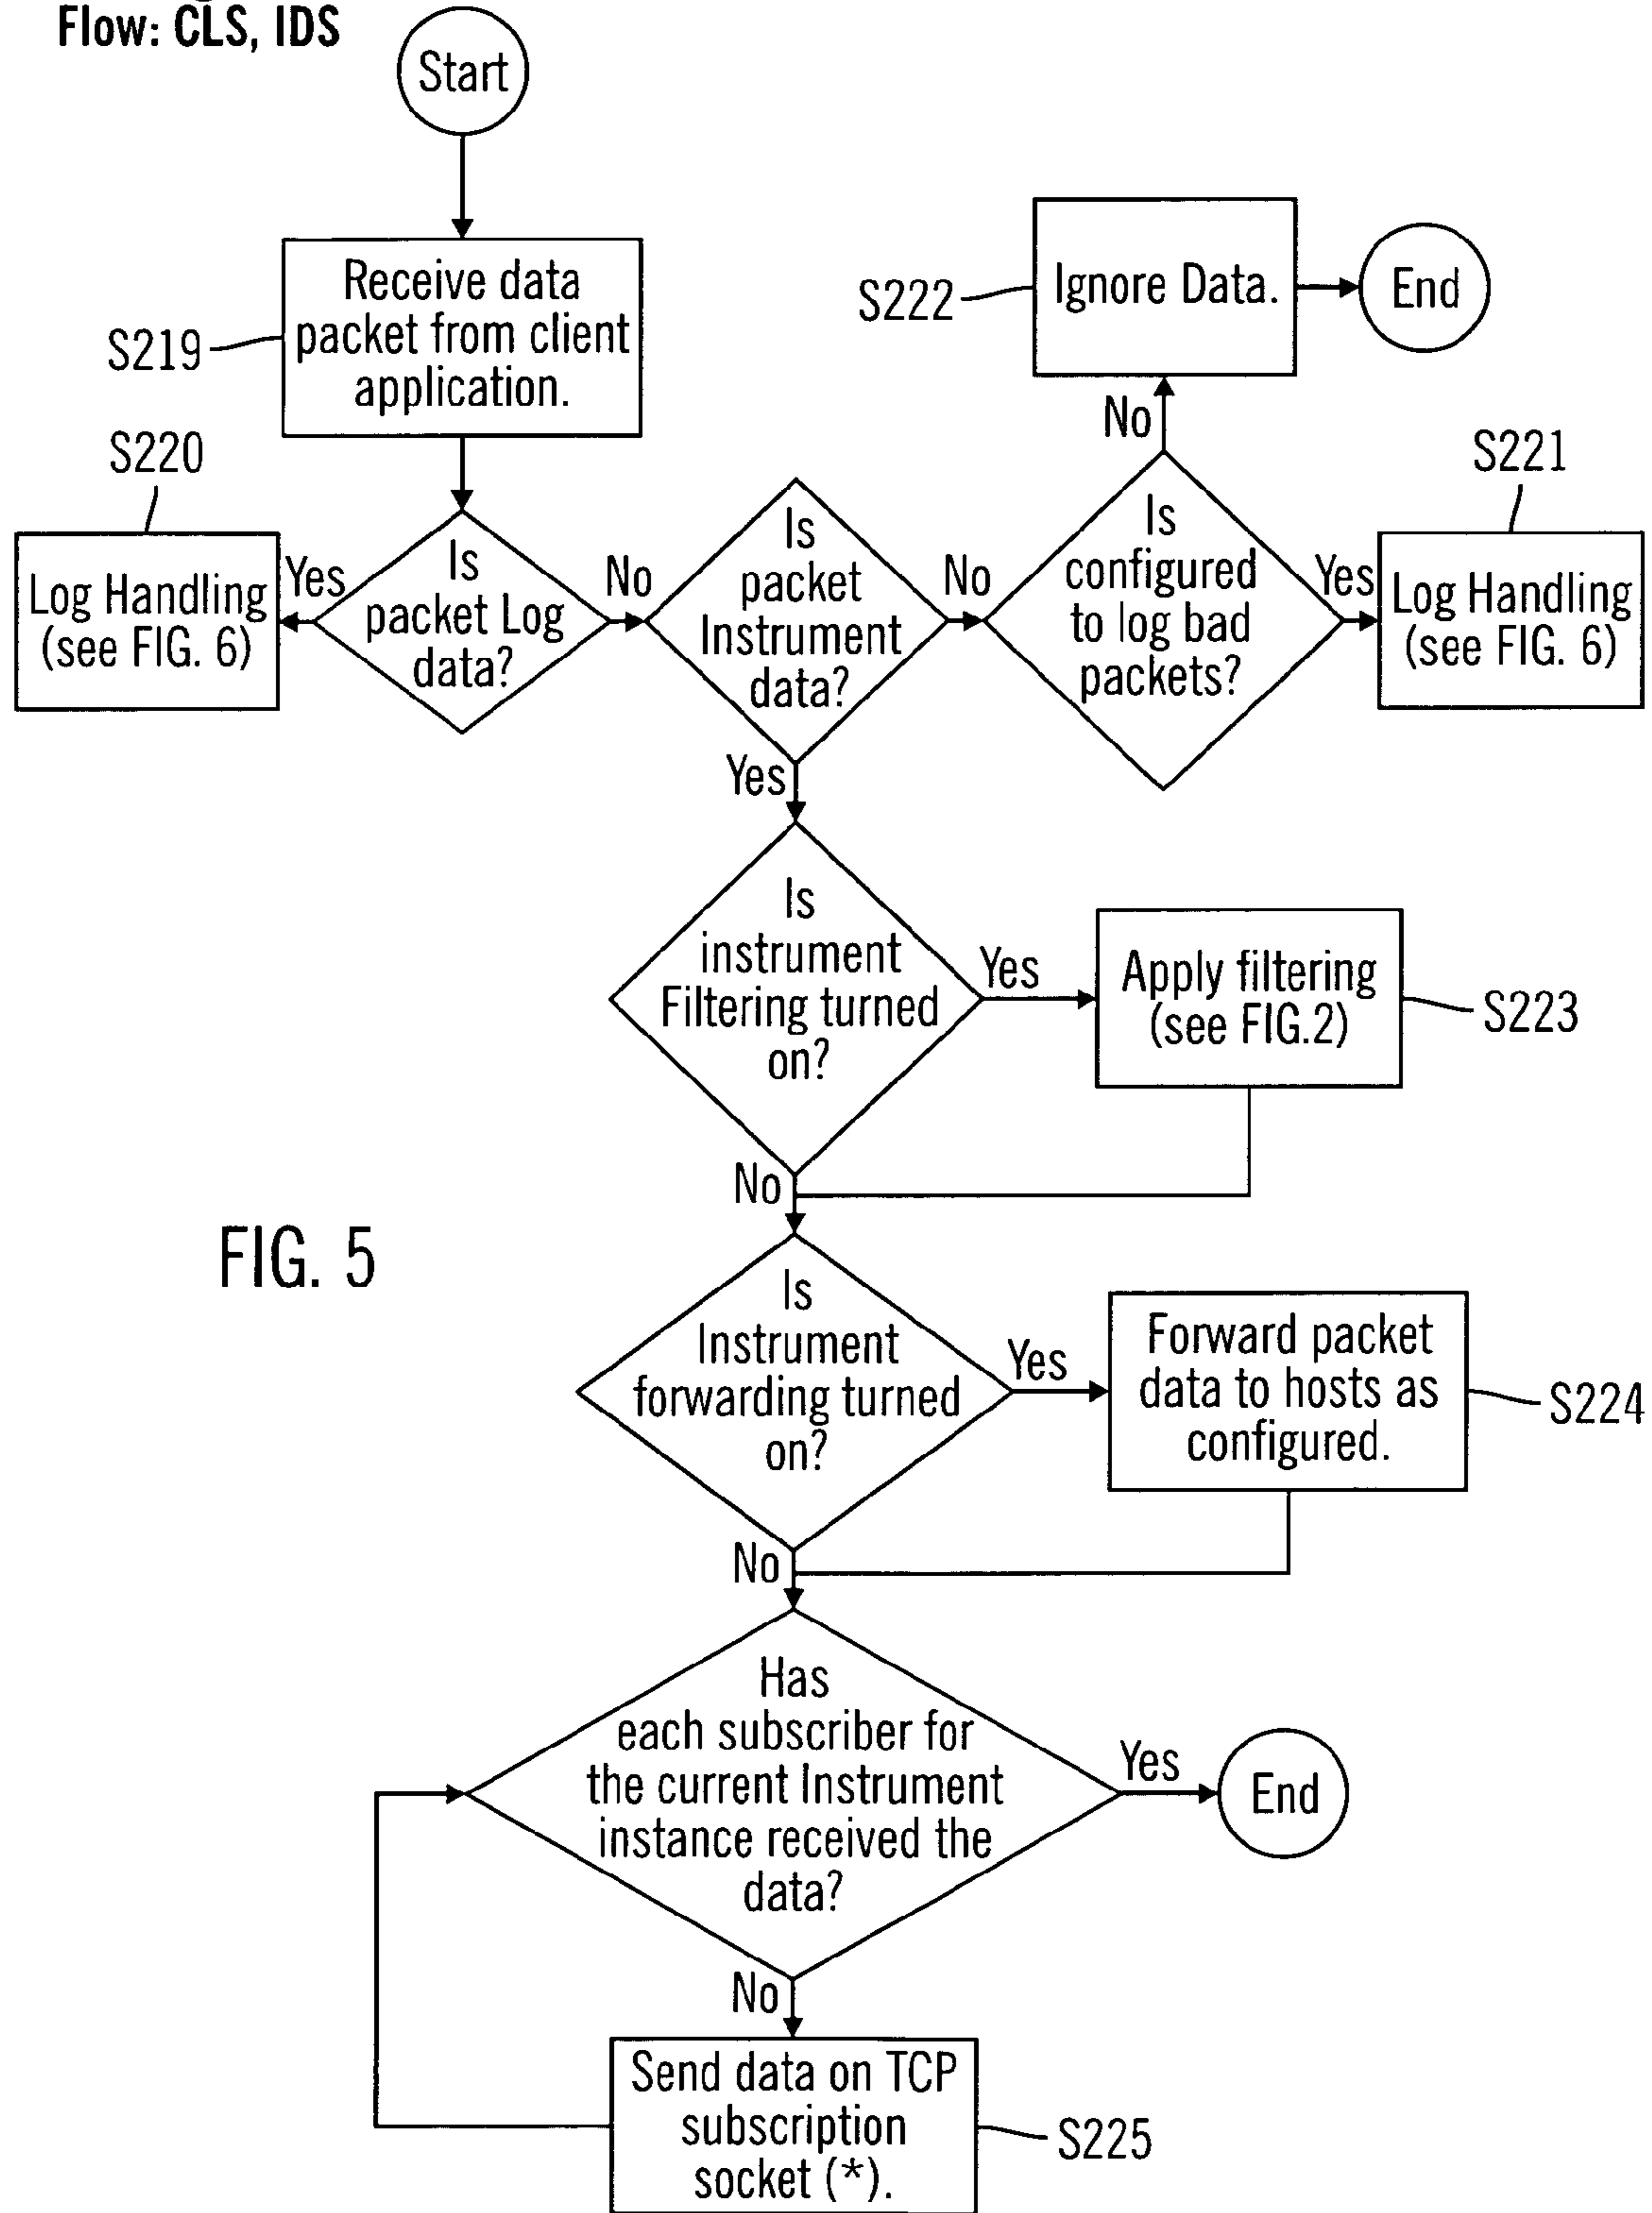 Flow: CLS, IDS
Start
Receive data
packet from client
application.
S219
Ignore Data.
S222
End
No
S220
S221
Log Handling
(see FIG. 6)
Yes
Is
packet Log
data?
No
Is
packet
Instrument
data?
No
Is
configured
to log bad
packets?
Yes
Log Handling
(see FIG. 6)
Yes
Is
instrument
Filtering turned
on?
Yes
Apply filtering
(see FIG.2)
S223
No
FIG. 5
Is
Instrument
forwarding turned
on?
Yes
Forward packet
data to hosts as
configured.
S224
No
Has
each subscriber for
the current Instrument
instance received the
data?
Yes
End
No
Send data on TCP
subscription
socket (*).
S225